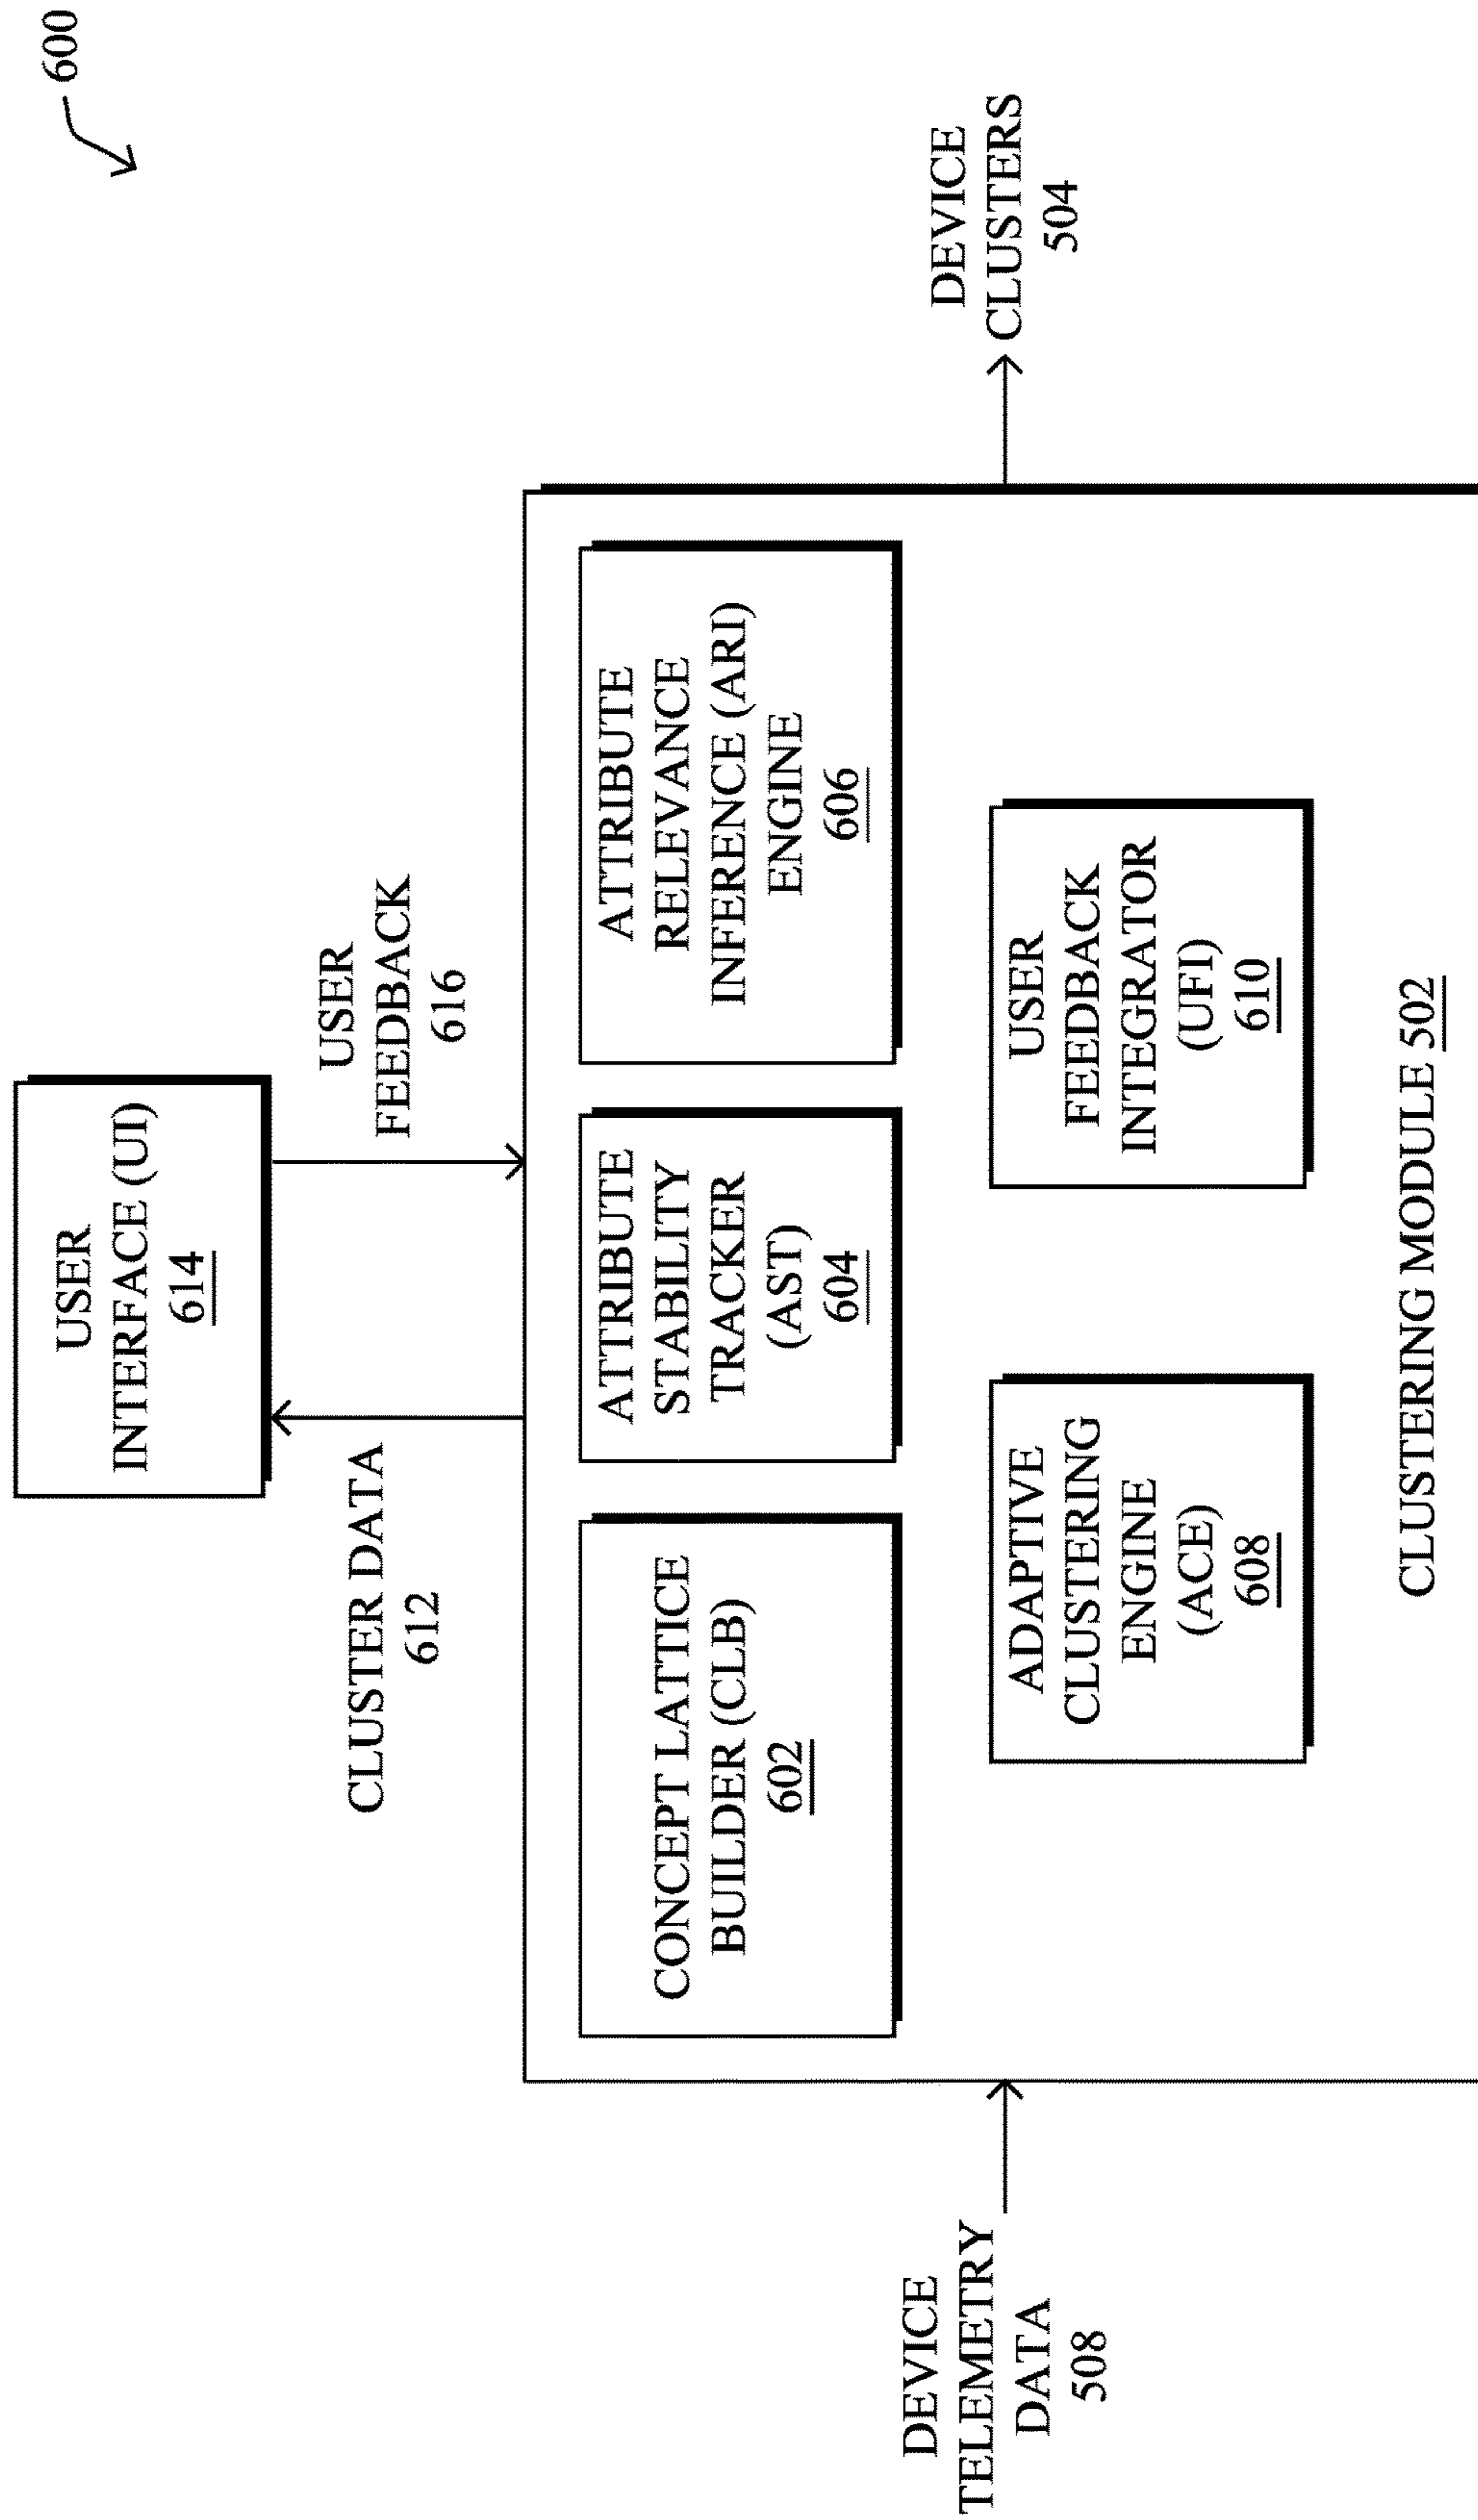 600
USER
INTERFACE (UI)
614
CLUSTER DATA
612
USER
FEEDBACK
616
DEVICE
TELEMETRY
DATA
508
CONCEPT LATTICE
BUILDER (CLB)
602
ATTRIBUTE
STABILITY
TRACKER
(AST)
604
ATTRIBUTE
RELEVANCE
INFERENCE (ARI)
ENGINE
606
ADAPTIVE
CLUSTERING
ENGINE
(ACE)
608
USER
FEEDBACK
INTEGRATOR
(UFI)
610
CLUSTERING MODULE 502
DEVICE
CLUSTERS
504